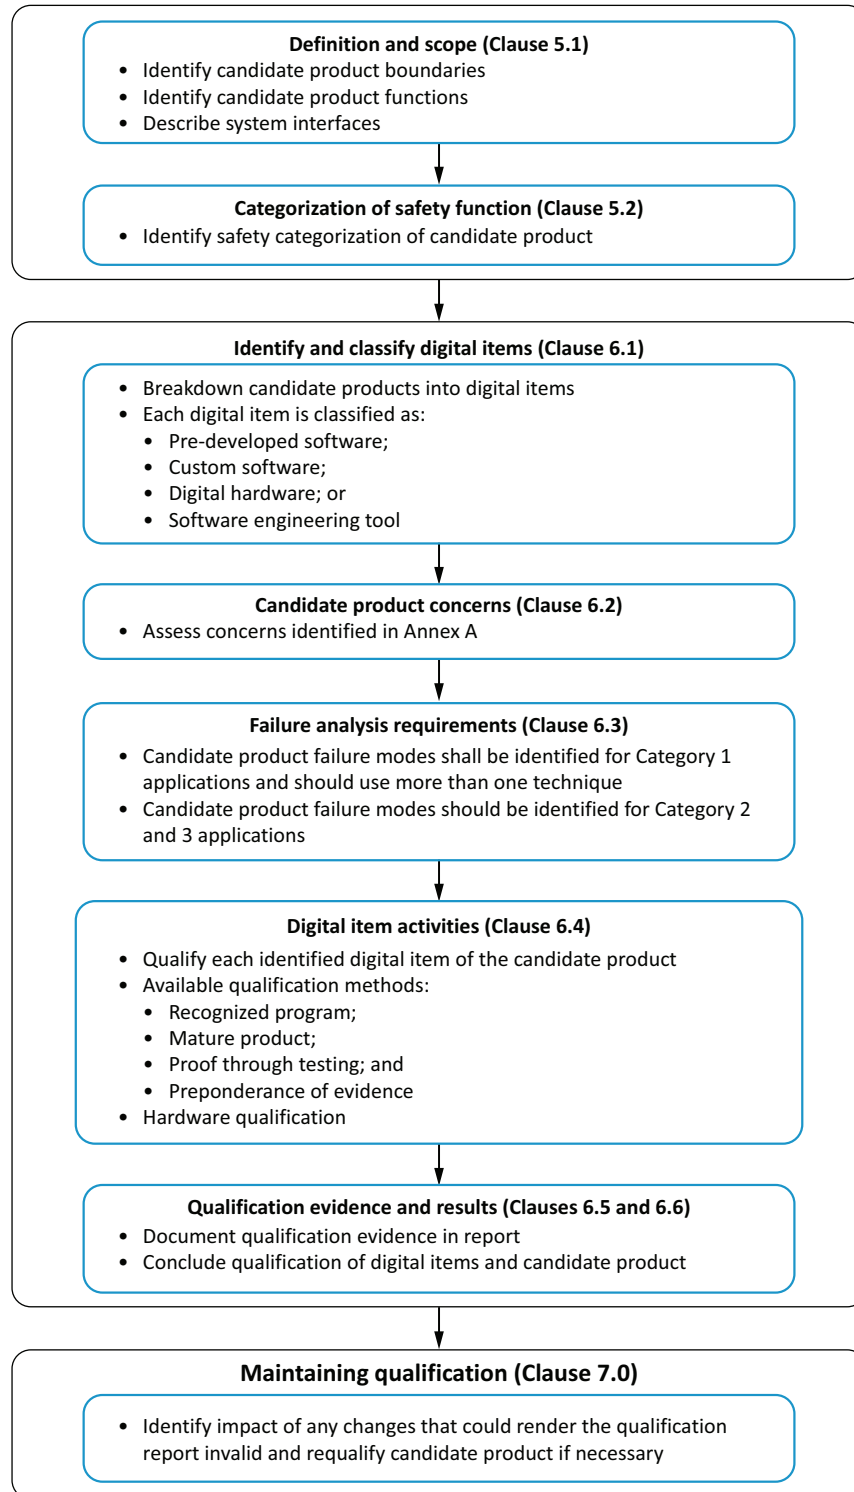 Definition and scope (Clause 5.1)
• Identify candidate product boundaries
• Identify candidate product functions
• Describe system interfaces
Categorization of safety function (Clause 5.2)
• Identify safety categorization of candidate product
Identify and classify digital items (Clause 6.1)
• Breakdown candidate products into digital items
• Each digital item is classified as:
• Pre-developed software;
• Custom software;
• Digital hardware; or
• Software engineering tool
Candidate product concerns (Clause 6.2)
• Assess concerns identified in Annex A
Failure analysis requirements (Clause 6.3)
• Candidate product failure modes shall be identified for Category 1
applications and should use more than one technique
• Candidate product failure modes should be identified for Category 2
and 3 applications
Digital item activities (Clause 6.4)
• Qualify each identified digital item of the candidate product
• Available qualification methods:
• Recognized program;
• Mature product;
• Proof through testing; and
• Preponderance of evidence
• Hardware qualification
Qualification evidence and results (Clauses 6.5 and 6.6)
• Document qualification evidence in report
• Conclude qualification of digital items and candidate product
Maintaining qualification (Clause 7.0)
• Identify impact of any changes that could render the qualification
report invalid and requalify candidate product if necessary